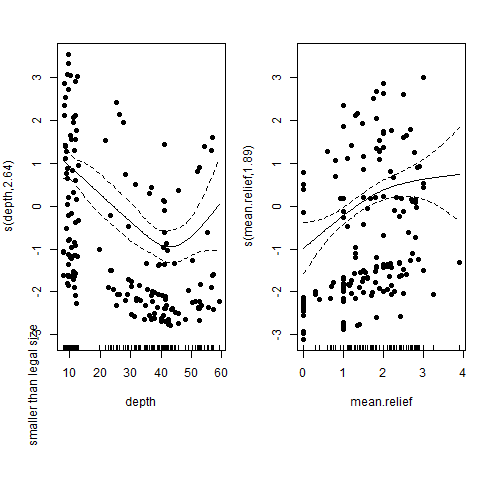 smaller than legal size
s(depth,2.64)
3
2
1
0
-1
-2
-3
10 20 30 40 50 60
depth
s(mean.relief,1.89)
3
2
1
0
-1
-2
-3
0 1 2 3 4
mean.relief